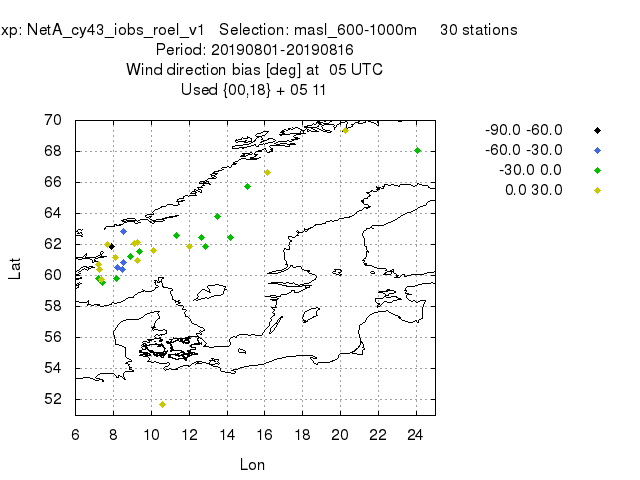 xp: NetA_cy43_iobs_roel_v1 Selection: masl_600-1000m 30 stations
Period: 20190801-20190816
Wind direction bias [deg] at 05 UTC
Used {00,18} + 05 11
-90.0 -60.0
-60.0 -30.0
-30.0 0.0
0.0 30.0
70
68
66
64
62
60
58
56
54
52
Lat
6 8 10 12 14 16 18 20 22 24
Lon